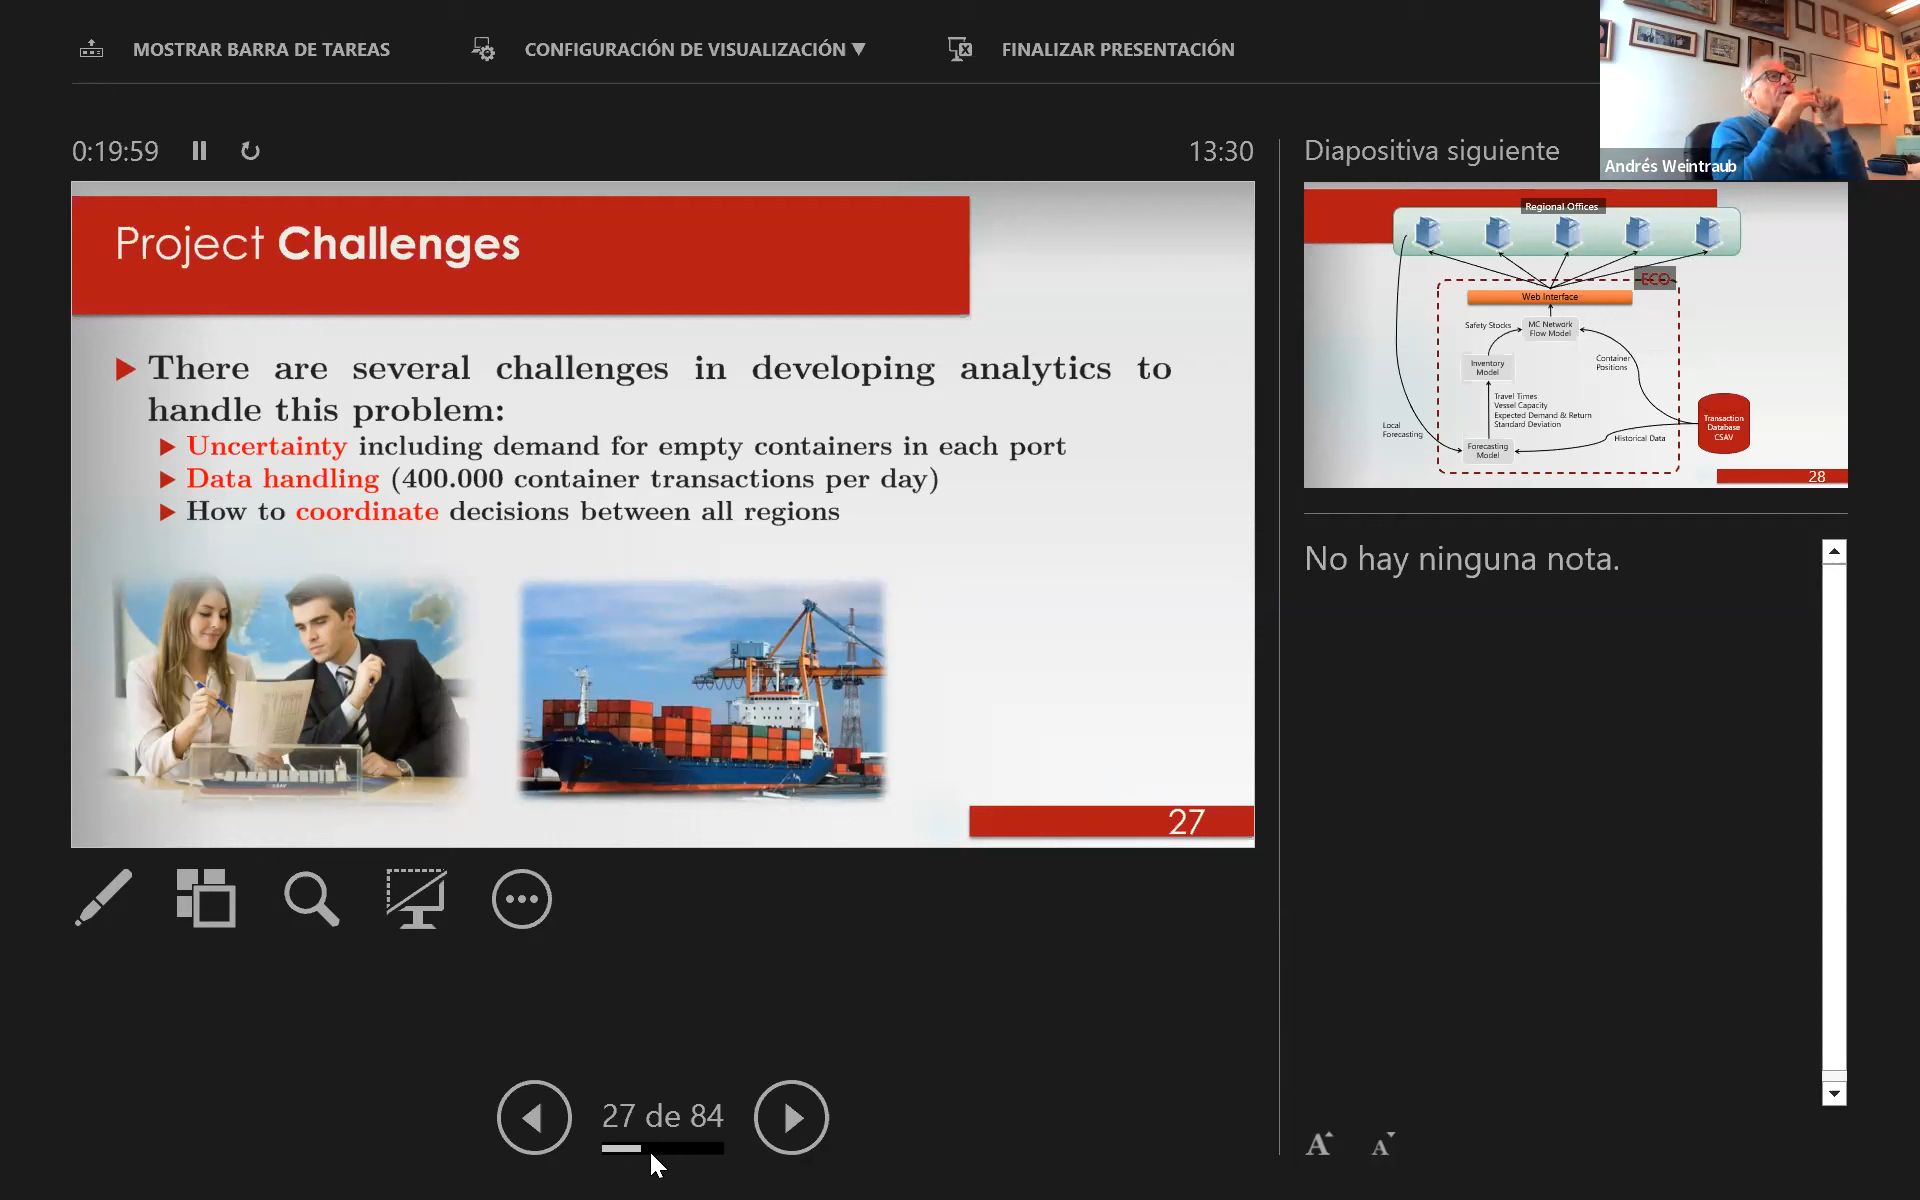 MOSTRAR BARRA DE TAREAS
CONFIGURACIÓN DE VISUALIZACIÓN ▼
FINALIZAR PRESENTACIÓN
Andrés Weintraub
0:19:59
13:30
Diapositiva siguiente
Project Challenges
There are several challenges in developing analytics to
handle this problem:
Uncertainty including demand for empty containers in each port
Data handling (400.000 container transactions per day)
How to coordinate decisions between all regions
CSAV
27
Regional Offices
ECO
Web Interface
Safety Stocks
MC Network
Flow Model
Inventory
Model
Container
Positions
Travel Times
Vessel Capacity
Expected Demand & Return
Standard Deviation
Local
Forecasting
Forecasting
Model
Historical Data
Transaction
Database
CSAV
28
No hay ninguna nota.
27 de 84
A A